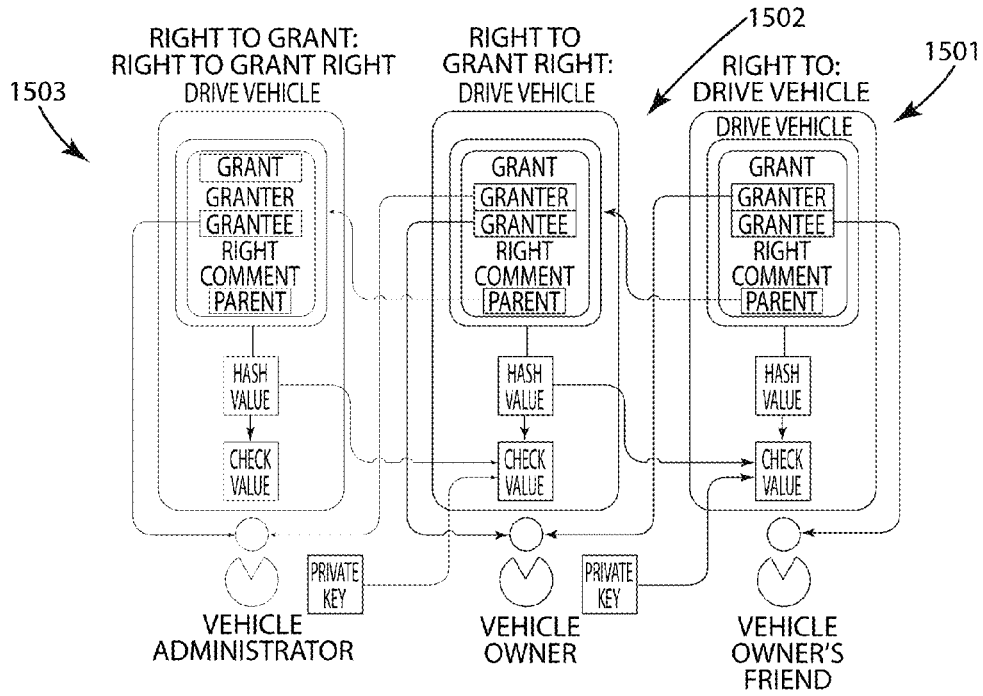 1503
RIGHT TO GRANT:
RIGHT TO GRANT RIGHT
DRIVE VEHICLE
GRANT
GRANTER
GRANTEE
RIGHT
COMMENT
PARENT
HASH
VALUE
CHECK
VALUE
VEHICLE
ADMINISTRATOR
1502
RIGHT TO
GRANT RIGHT:
DRIVE VEHICLE
GRANT
GRANTER
GRANTEE
RIGHT
COMMENT
PARENT
HASH
VALUE
CHECK
VALUE
PRIVATE
KEY
VEHICLE
OWNER
1501
RIGHT TO:
DRIVE VEHICLE
DRIVE VEHICLE
GRANT
GRANTER
GRANTEE
RIGHT
COMMENT
PARENT
HASH
VALUE
CHECK
VALUE
PRIVATE
KEY
VEHICLE
OWNER'S
FRIEND